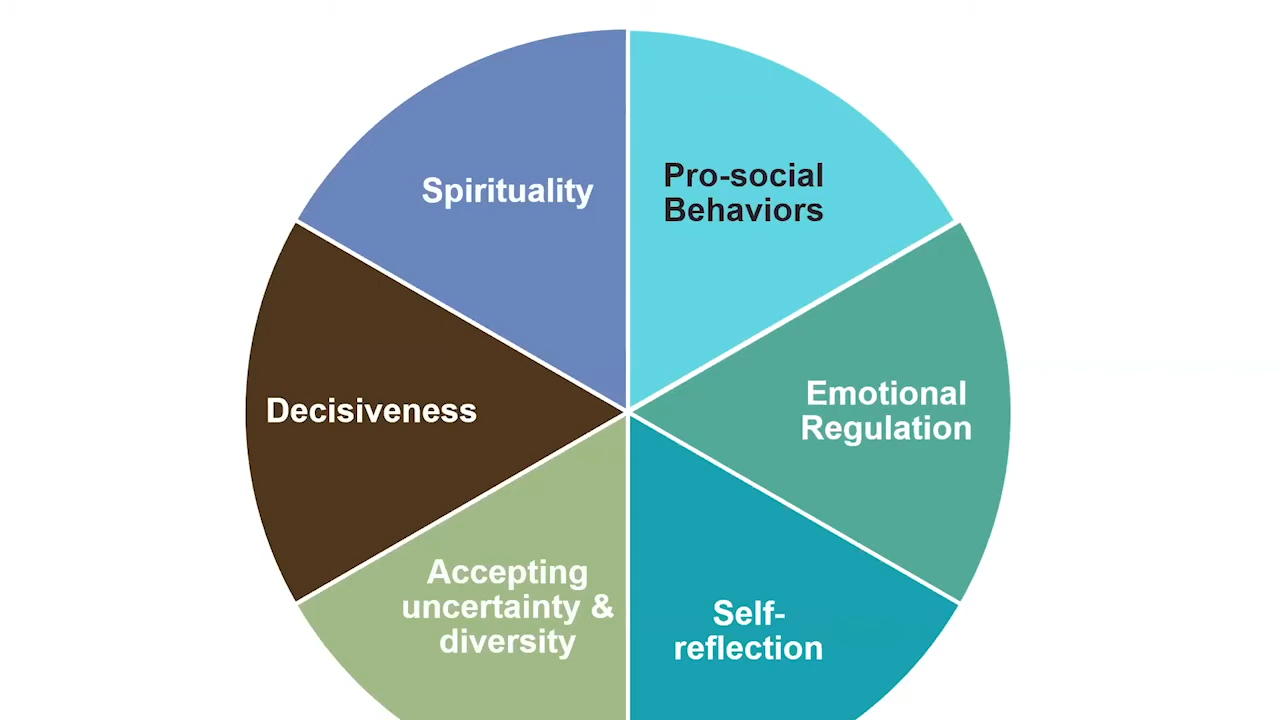 Spirituality
Pro-social
Behaviors
Decisiveness
Emotional
Regulation
Accepting
uncertainty &
diversity
Self-
reflection